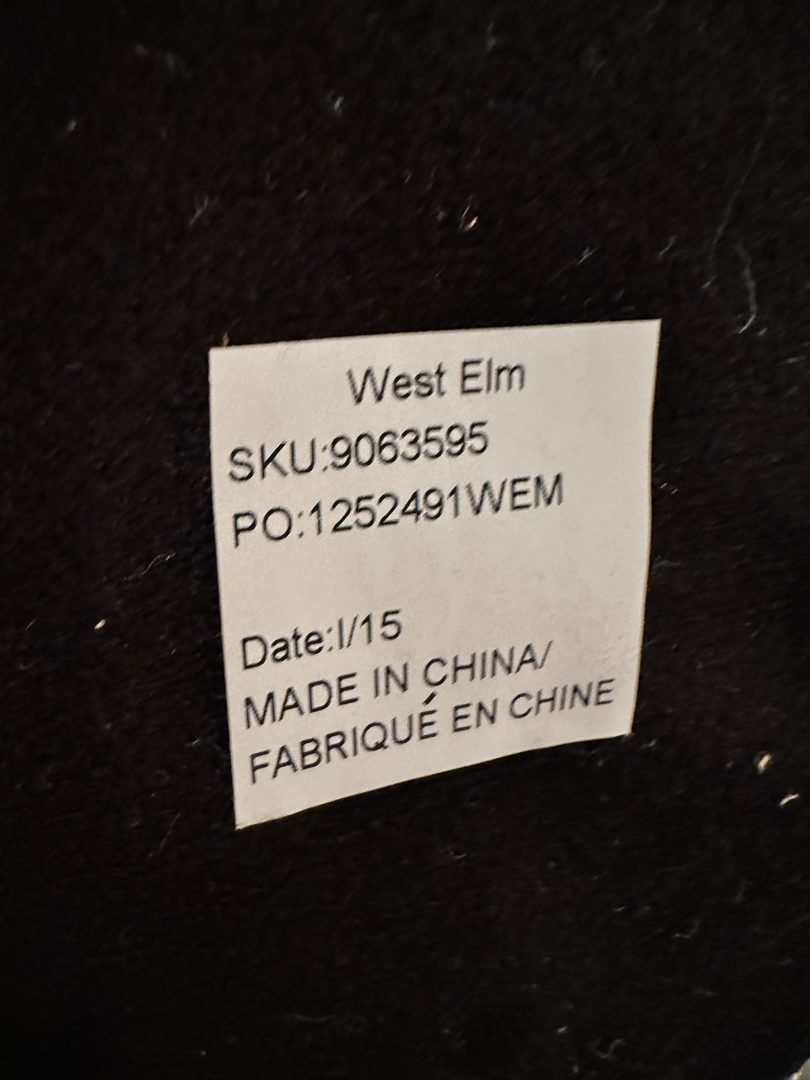 West Elm
SKU:9063595
PO:1252491WEM
Date:I/15
MADE IN CHINA/
FABRIQUÉ EN CHINE